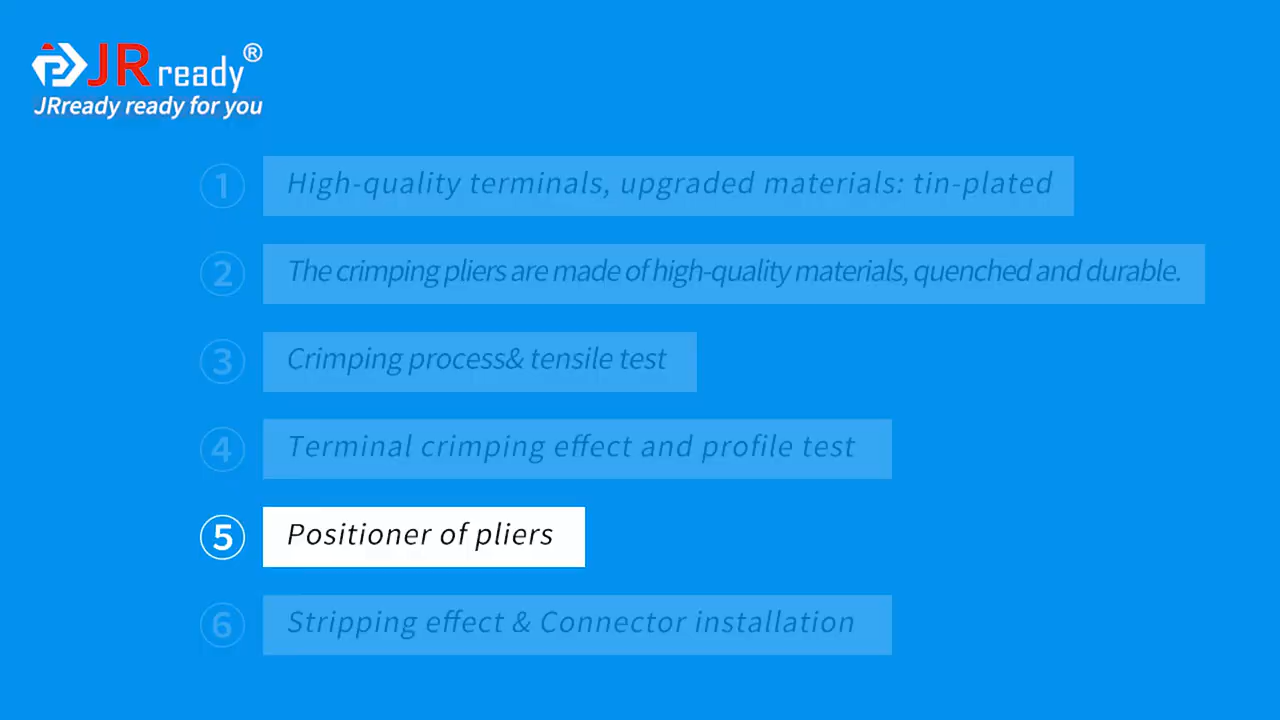 JRready®
JRready ready for you
1 High-quality terminals, upgraded materials: tin-plated
2 The crimping pliers are made of high-quality materials, quenched and durable.
3 Crimping process& tensile test
4 Terminal crimping effect and profile test
5 Positioner of pliers
6 Stripping effect & Connector installation